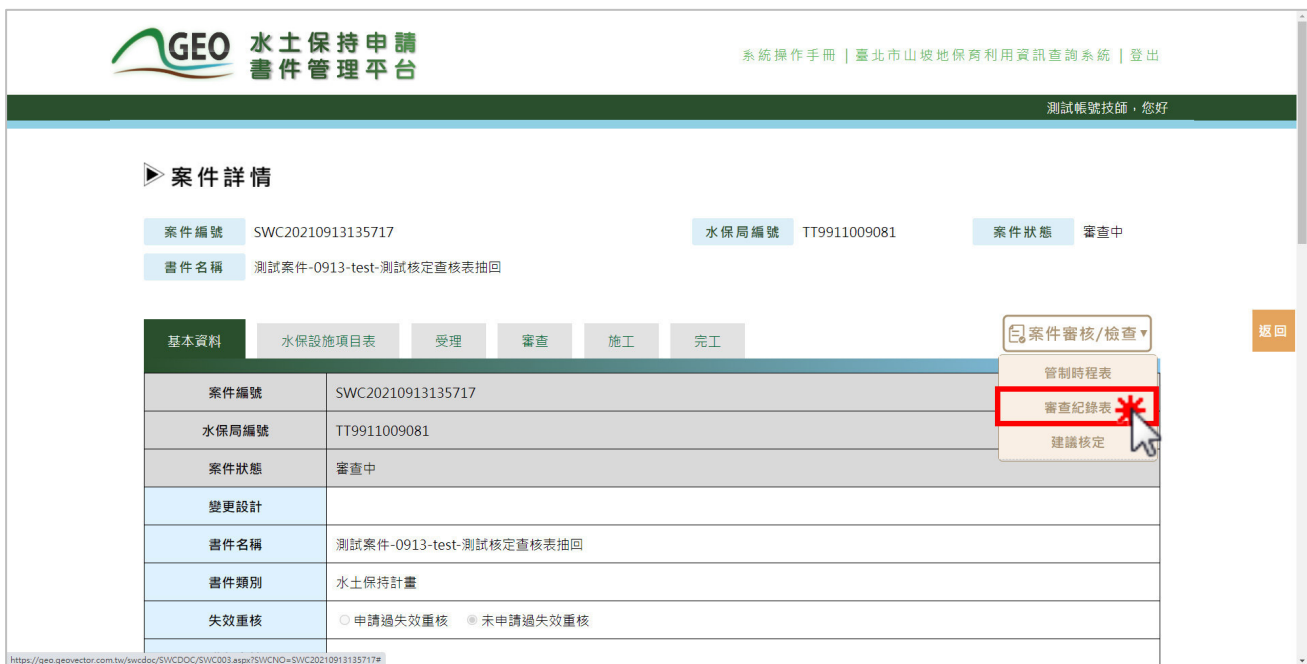 GEO 水土保持申請
書件管理平台
系統操作手冊 | 臺北市山坡地保育利用資訊查詢系統 | 登出
測試帳號技師，您好
案件詳情
案件編號 SWC20210913135717 水保局編號 TT9911009081 案件狀態 審查中
書件名稱 測試案件-0913-test-測試核定查核表抽回
基本資料 水保設施項目表 受理 審查 施工 完工 案件審核/檢查▼ 返回
管制時程表
審查紀錄表
建議核定
案件編號 SWC20210913135717
水保局編號 TT9911009081
案件狀態 審查中
變更設計
書件名稱 測試案件-0913-test-測試核定查核表抽回
書件類別 水土保持計畫
失效重核 申請過失效重核 未申請過失效重核
https://geo.geovector.com.tw/swcdoc/SWCDOC/SWC003.aspx?SWCNO=SWC20210913135717#